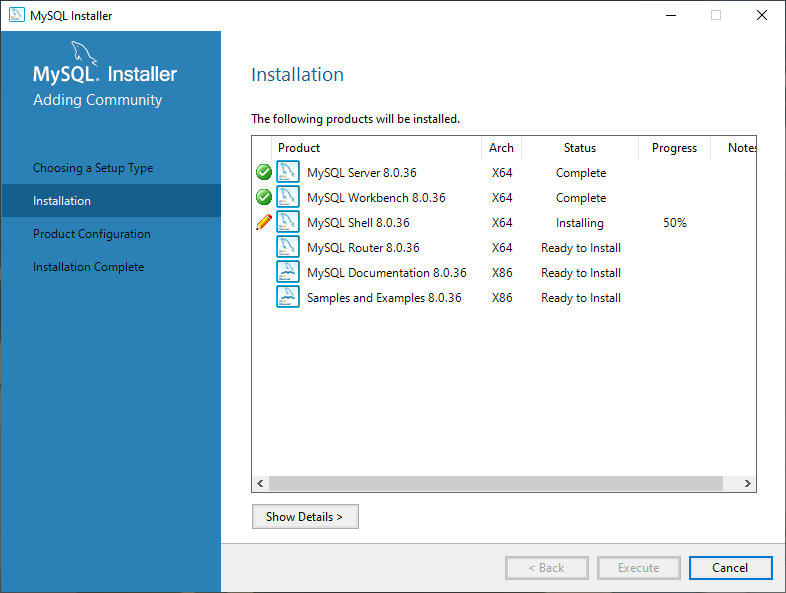 MySQL Installer
MySQL. Installer
Adding Community
Choosing a Setup Type
Installation
Product Configuration
Installation Complete
Installation
The following products will be installed.
Product Arch Status Progress Notes
MySQL Server 8.0.36 X64 Complete
MySQL Workbench 8.0.36 X64 Complete
MySQL Shell 8.0.36 X64 Installing 50%
MySQL Router 8.0.36 X64 Ready to Install
MySQL Documentation 8.0.36 X86 Ready to Install
Samples and Examples 8.0.36 X86 Ready to Install
Show Details >
< Back Execute Cancel